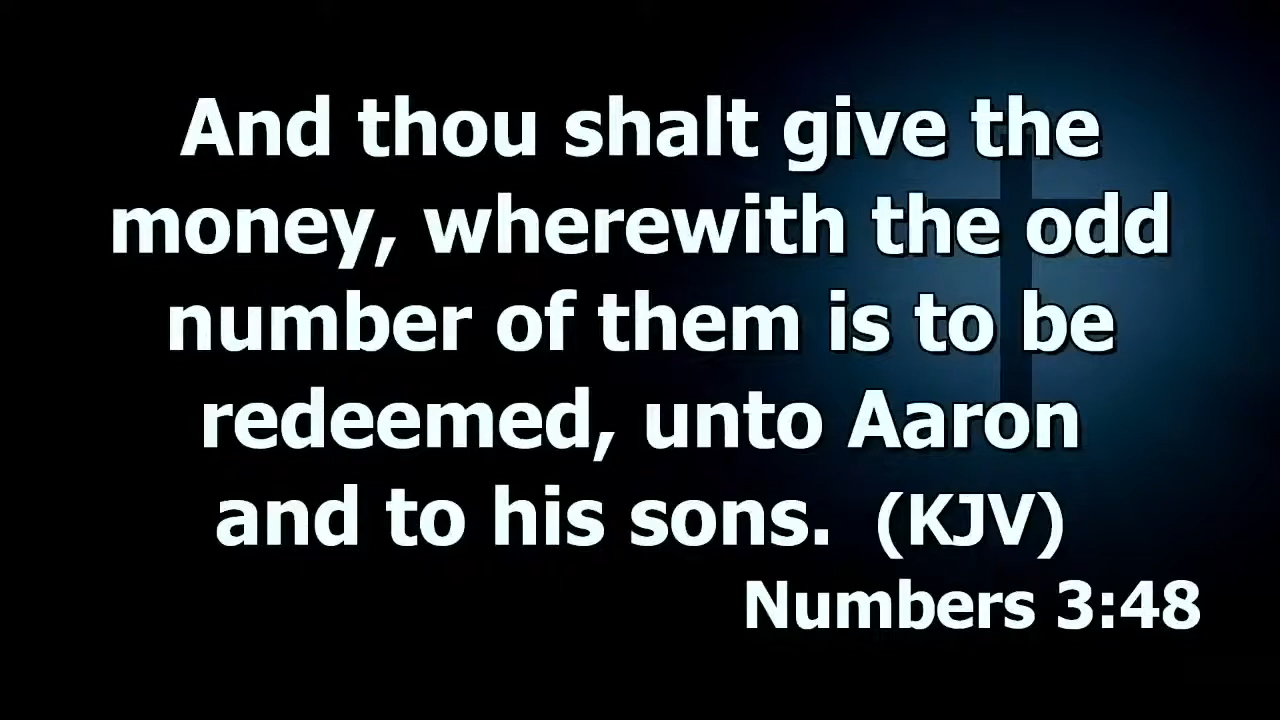 And thou shalt give the
money, wherewith the odd
number of them is to be
redeemed, unto Aaron
and to his sons. (KJV)
Numbers 3:48